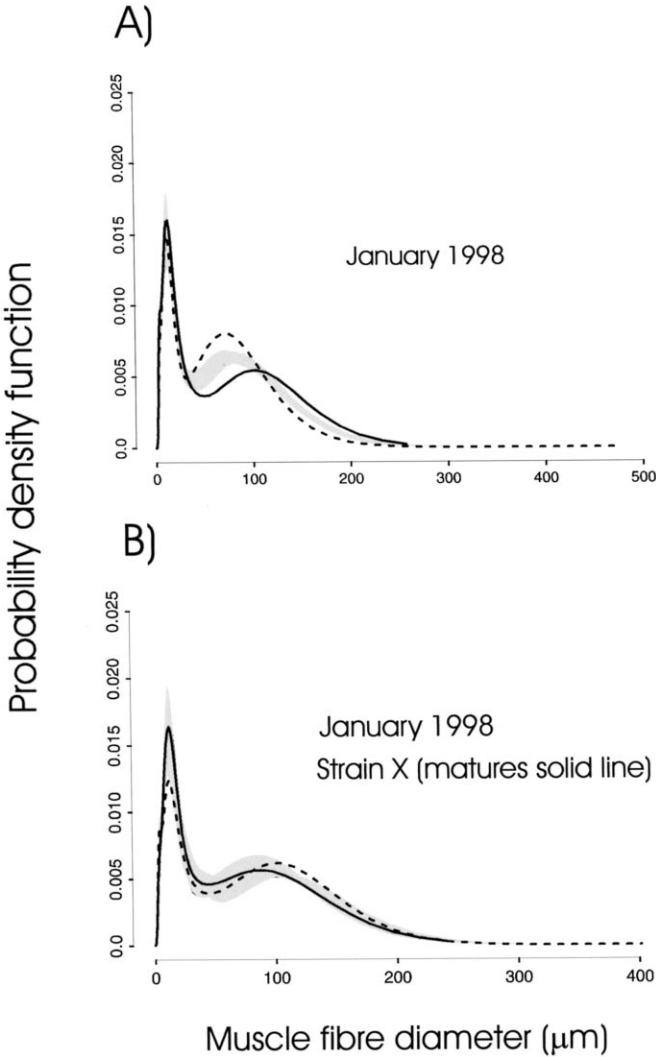 A)
Probability density function
0.025
0.020
0.015
0.010
0.005
0.0
January 1998
0 100 200 300 400 500
B)
0.025
0.020
0.015
0.010
0.005
0.0
January 1998
Strain X (matures solid line)
0 100 200 300 400
Muscle fibre diameter (μm)